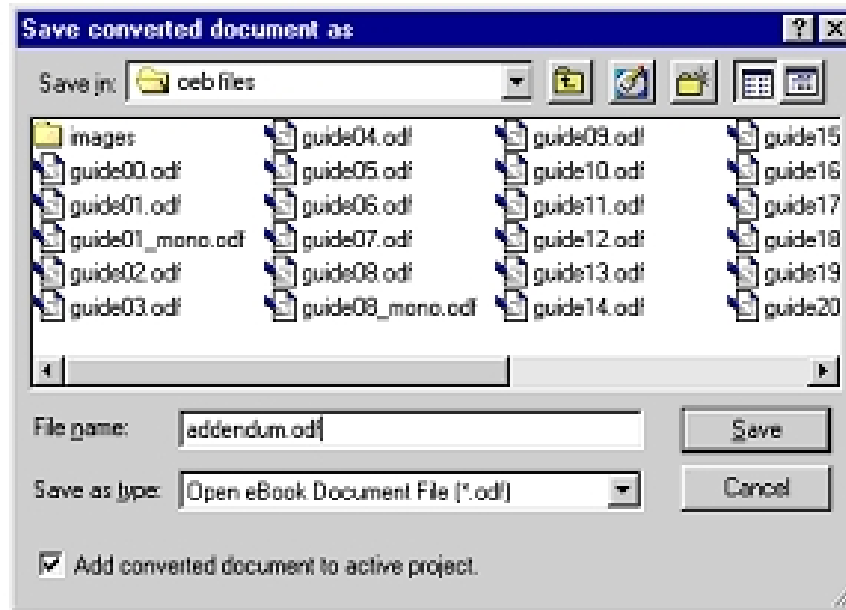 Save converted document as
Save in: oeb files
images guide04.odf guide09.odf guide15
guide00.odf guide05.odf guide10.odf guide16
guide01.odf guide06.odf guide11.odf guide17
guide01_mono.odf guide07.odf guide12.odf guide18
guide02.odf guide08.odf guide13.odf guide19
guide03.odf guide08_mono.odf guide14.odf guide20
File name: addendum.odf Save
Save as type: Open eBook Document File (*.odf) Cancel
Add converted document to active project.